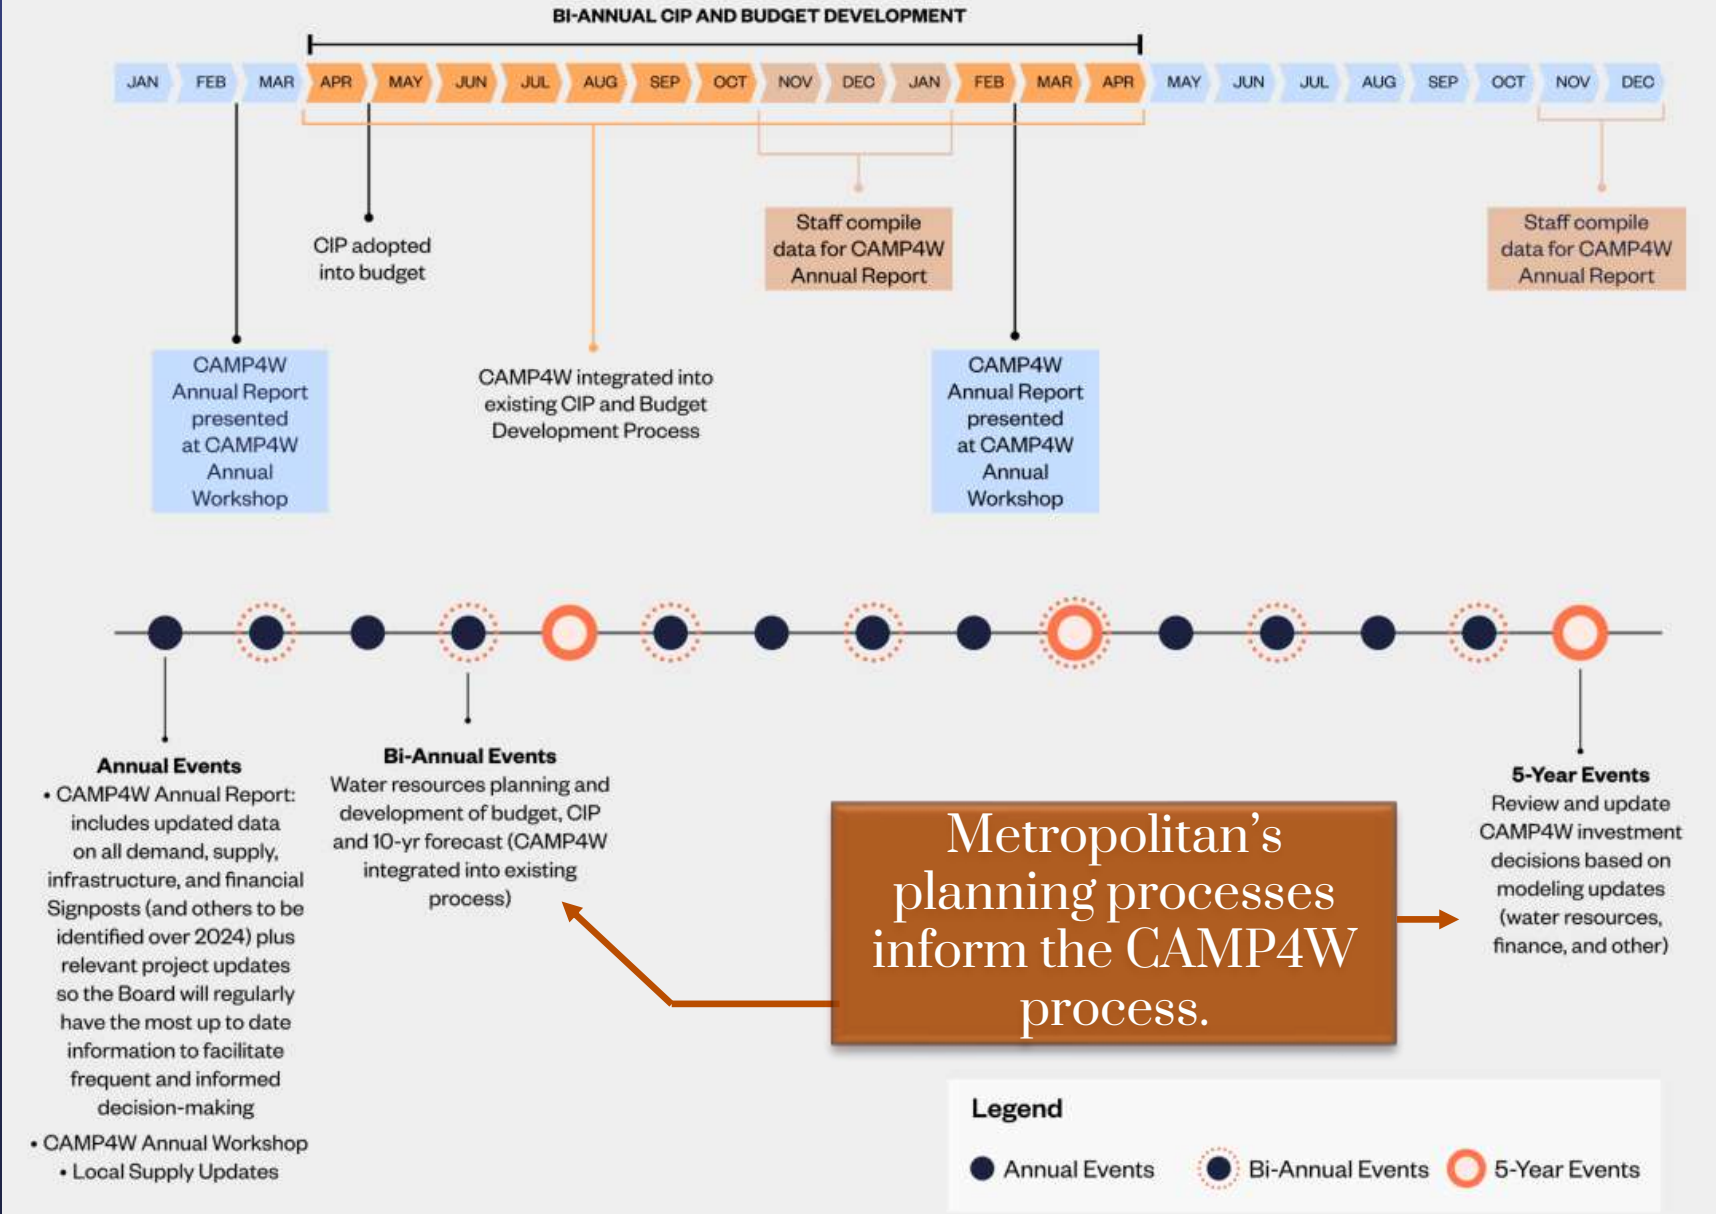 BI-ANNUAL CIP AND BUDGET DEVELOPMENT
JAN FEB MAR APR MAY JUN JUL AUG SEP OCT NOV DEC JAN FEB MAR APR MAY JUN JUL AUG SEP OCT NOV DEC
CIP adopted
into budget
Staff compile
data for CAMP4W
Annual Report
Staff compile
data for CAMP4W
Annual Report
CAMP4W
Annual Report
presented
at CAMP4W
Annual
Workshop
CAMP4W integrated into
existing CIP and Budget
Development Process
CAMP4W
Annual Report
presented
at CAMP4W
Annual
Workshop
Annual Events
• CAMP4W Annual Report:
includes updated data
on all demand, supply,
infrastructure, and financial
Signposts (and others to be
identified over 2024) plus
relevant project updates
so the Board will regularly
have the most up to date
information to facilitate
frequent and informed
decision-making
• CAMP4W Annual Workshop
• Local Supply Updates
Bi-Annual Events
Water resources planning and
development of budget, CIP
and 10-yr forecast (CAMP4W
integrated into existing
process)
Metropolitan's
planning processes
inform the CAMP4W
process.
5-Year Events
Review and update
CAMP4W investment
decisions based on
modeling updates
(water resources,
finance, and other)
Legend
Annual Events
Bi-Annual Events
5-Year Events